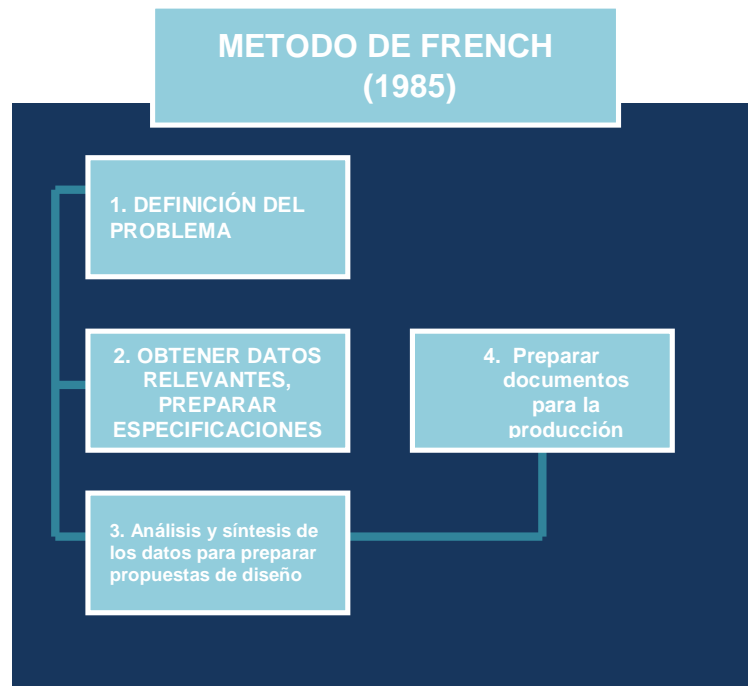 METODO DE FRENCH
(1985)
1. DEFINICIÓN DEL
PROBLEMA
2. OBTENER DATOS
RELEVANTES,
PREPARAR
ESPECIFICACIONES
3. Análisis y síntesis de
los datos para preparar
propuestas de diseño
4. Preparar
documentos
para la
producción